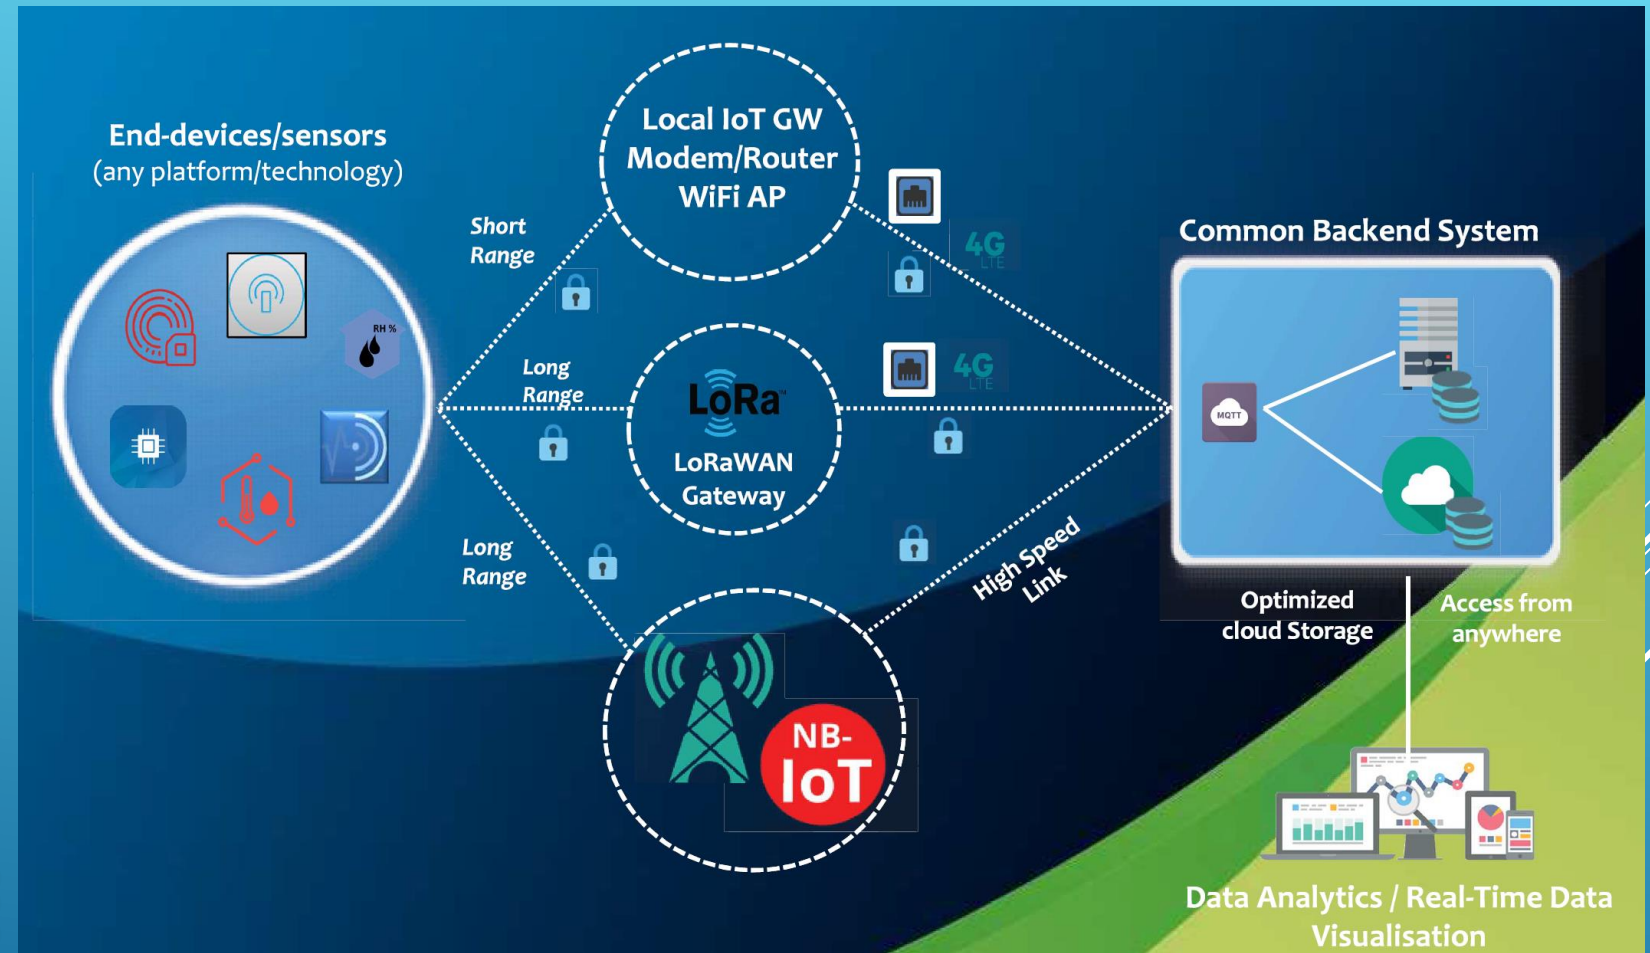 End-devices/sensors
(any platform/technology)
RH %
Short
Range
Long
Range
Long
Range
Local IoT GW
Modem/Router
WiFi AP
LoRa™
LoRaWAN
Gateway
NB-
IoT
4G
LTE
4G
LTE
High Speed
Link
Common Backend System
MQTT
Optimized
cloud Storage
Access from
anywhere
Data Analytics / Real-Time Data
Visualisation